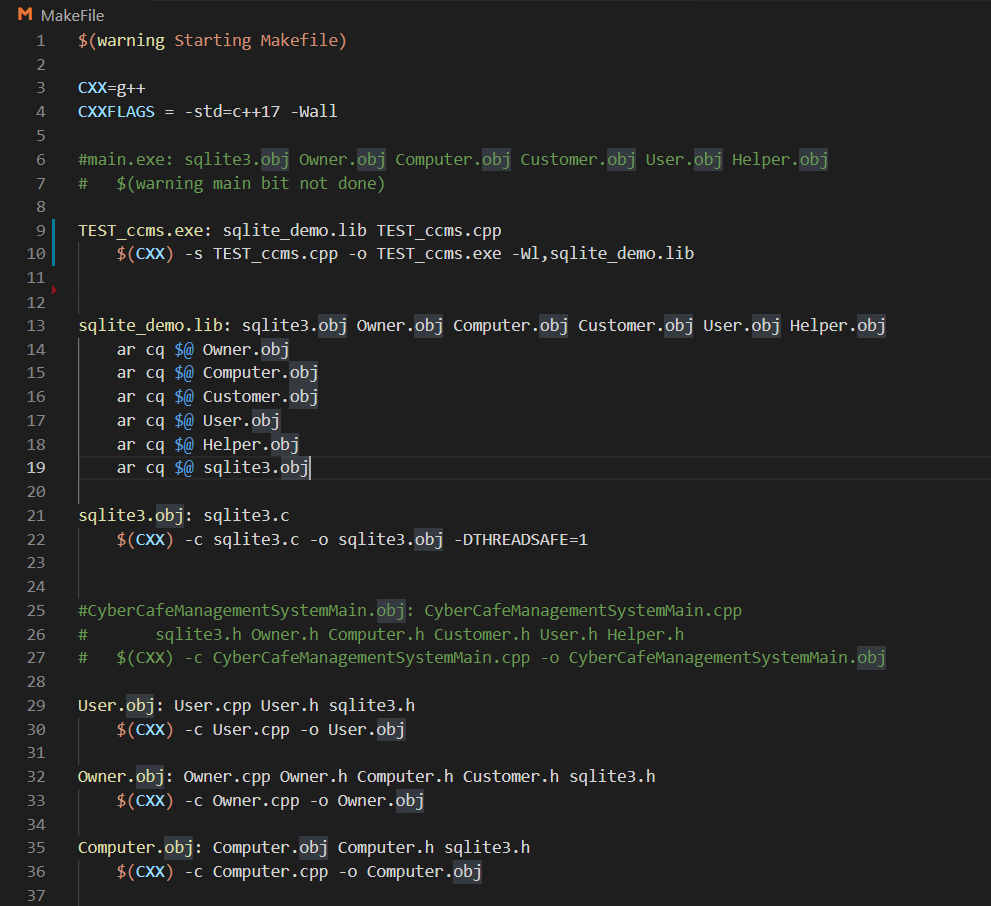 M MakeFile
1 $(warning Starting Makefile)
2
3 CXX=g++
4 CXXFLAGS = -std=c++17 -Wall
5
6 #main.exe: sqlite3.obj Owner.obj Computer.obj Customer.obj User.obj Helper.obj
7 #   $(warning main bit not done)
8
9 TEST_ccms.exe: sqlite_demo.lib TEST_ccms.cpp
10     $(CXX) -s TEST_ccms.cpp -o TEST_ccms.exe -Wl,sqlite_demo.lib
11
12
13 sqlite_demo.lib: sqlite3.obj Owner.obj Computer.obj Customer.obj User.obj Helper.obj
14     ar cq $@ Owner.obj
15     ar cq $@ Computer.obj
16     ar cq $@ Customer.obj
17     ar cq $@ User.obj
18     ar cq $@ Helper.obj
19     ar cq $@ sqlite3.obj
20
21 sqlite3.obj: sqlite3.c
22     $(CXX) -c sqlite3.c -o sqlite3.obj -DTHREADSAFE=1
23
24
25 #CyberCafeManagementSystemMain.obj: CyberCafeManagementSystemMain.cpp
26 #       sqlite3.h Owner.h Computer.h Customer.h User.h Helper.h
27 #   $(CXX) -c CyberCafeManagementSystemMain.cpp -o CyberCafeManagementSystemMain.obj
28
29 User.obj: User.cpp User.h sqlite3.h
30     $(CXX) -c User.cpp -o User.obj
31
32 Owner.obj: Owner.cpp Owner.h Computer.h Customer.h sqlite3.h
33     $(CXX) -c Owner.cpp -o Owner.obj
34
35 Computer.obj: Computer.obj Computer.h sqlite3.h
36     $(CXX) -c Computer.cpp -o Computer.obj
37